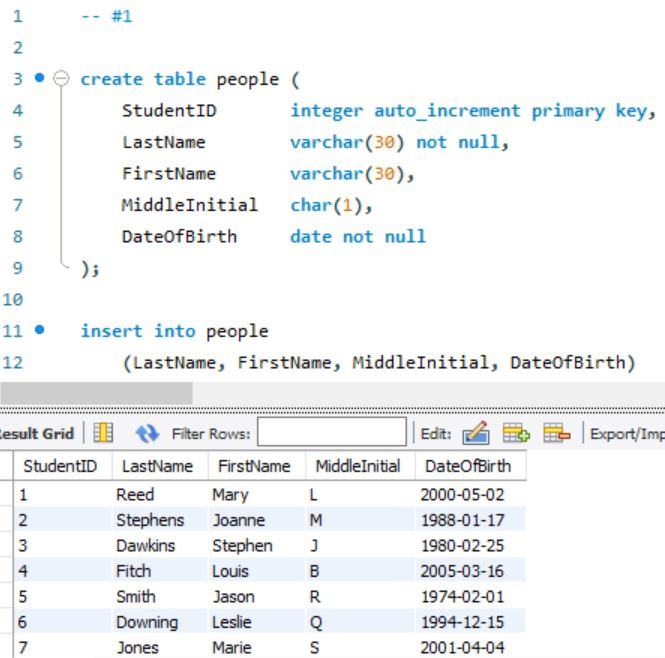 1 -- #1
2
3 create table people (
4 StudentID integer auto_increment primary key,
5 LastName varchar(30) not null,
6 FirstName varchar(30),
7 MiddleInitial char(1),
8 DateOfBirth date not null
9 );
10
11 insert into people
12 (LastName, FirstName, MiddleInitial, DateOfBirth)
esult Grid Filter Rows: Edit: Export/Imp
StudentID LastName FirstName MiddleInitial DateOfBirth
1 Reed Mary L 2000-05-02
2 Stephens Joanne M 1988-01-17
3 Dawkins Stephen J 1980-02-25
4 Fitch Louis B 2005-03-16
5 Smith Jason R 1974-02-01
6 Downing Leslie Q 1994-12-15
7 Jones Marie S 2001-04-04